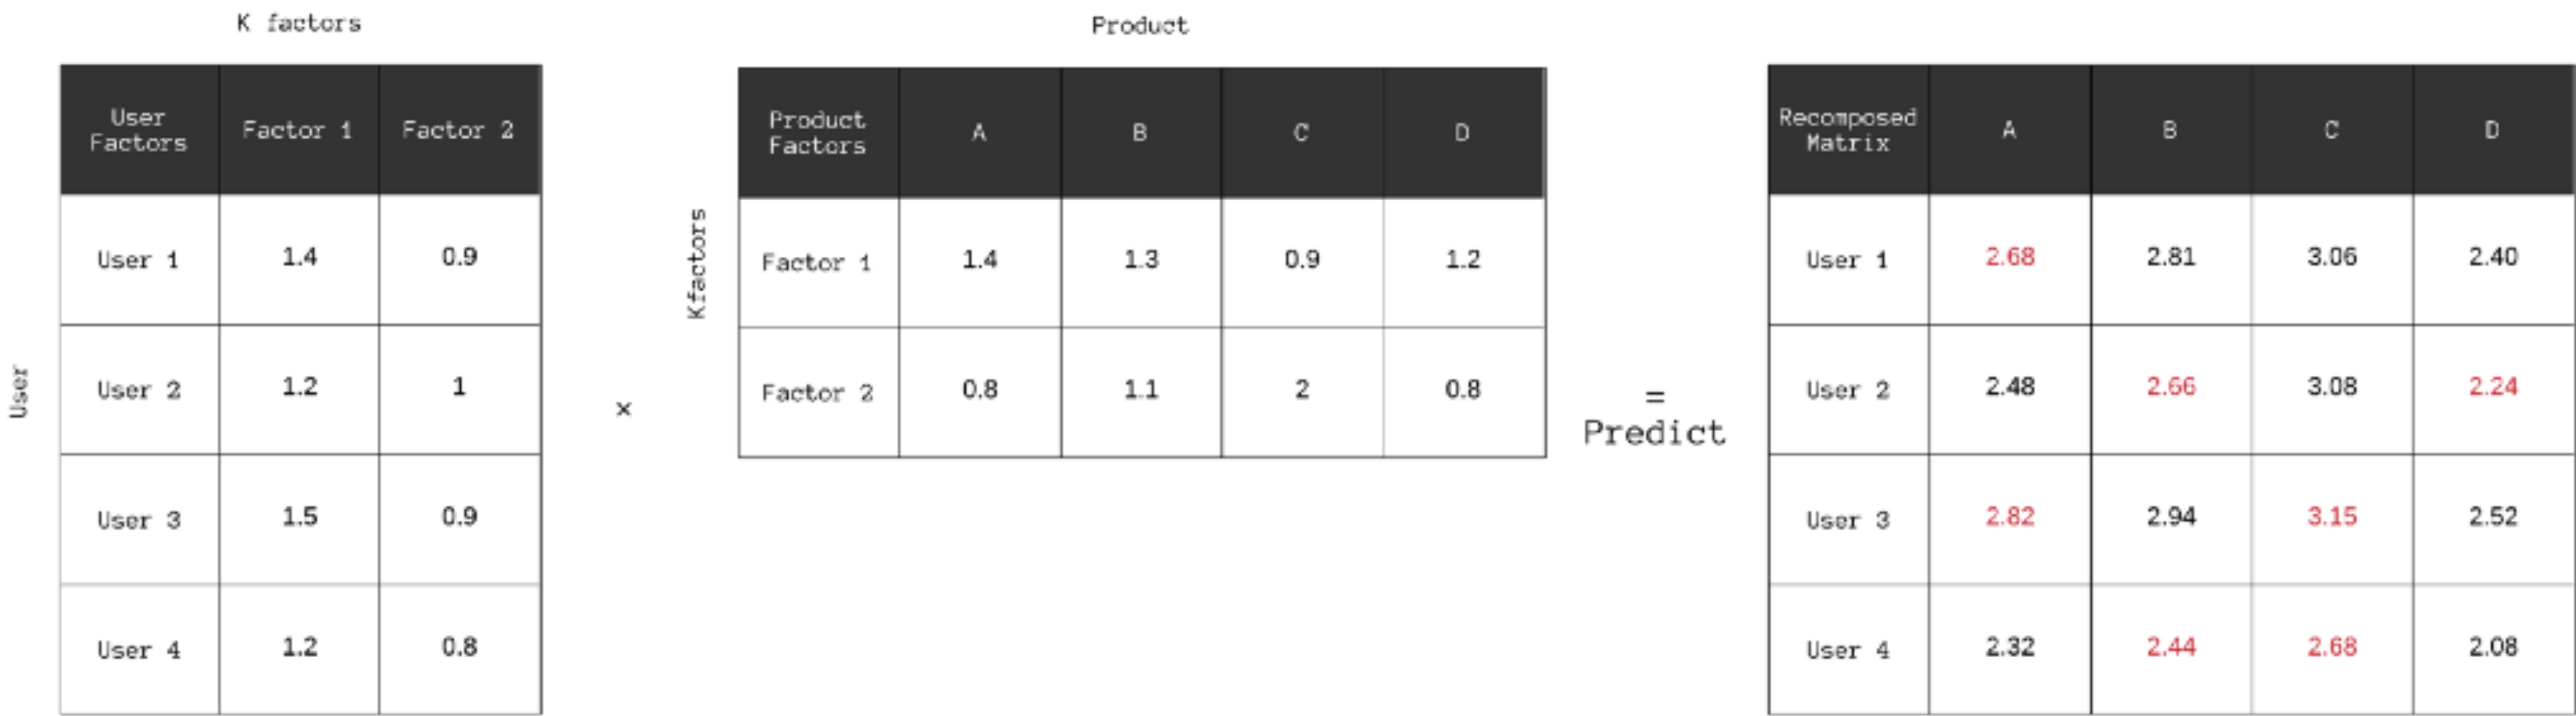 K factors
User
User Factors Factor 1 Factor 2
User 1 1.4 0.9
User 2 1.2 1
User 3 1.5 0.9
User 4 1.2 0.8
×
Product
Kfactors
Product Factors A B C D
Factor 1 1.4 1.3 0.9 1.2
Factor 2 0.8 1.1 2 0.8
=
Predict
Recomposed Matrix A B C D
User 1 2.68 2.81 3.06 2.40
User 2 2.48 2.66 3.08 2.24
User 3 2.82 2.94 3.15 2.52
User 4 2.32 2.44 2.68 2.08